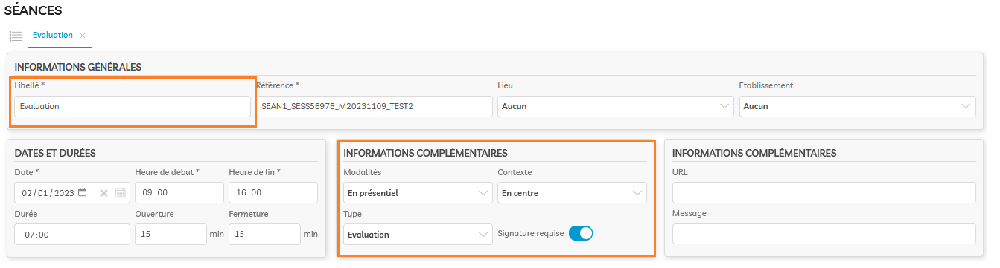 SÉANCES
Evaluation ×
INFORMATIONS GÉNÉRALES
Libellé * Référence * Lieu Etablissement
Evaluation SEAN1_SESS56978_M20231109_TEST2 Aucun Aucun
DATES ET DURÉES
Date * Heure de début * Heure de fin *
02/01/2023 09:00 16:00
Durée Ouverture Fermeture
07:00 15 min 15 min
INFORMATIONS COMPLÉMENTAIRES
Modalités Contexte
En présentiel En centre
Type
Evaluation Signature requise
INFORMATIONS COMPLÉMENTAIRES
URL
Message